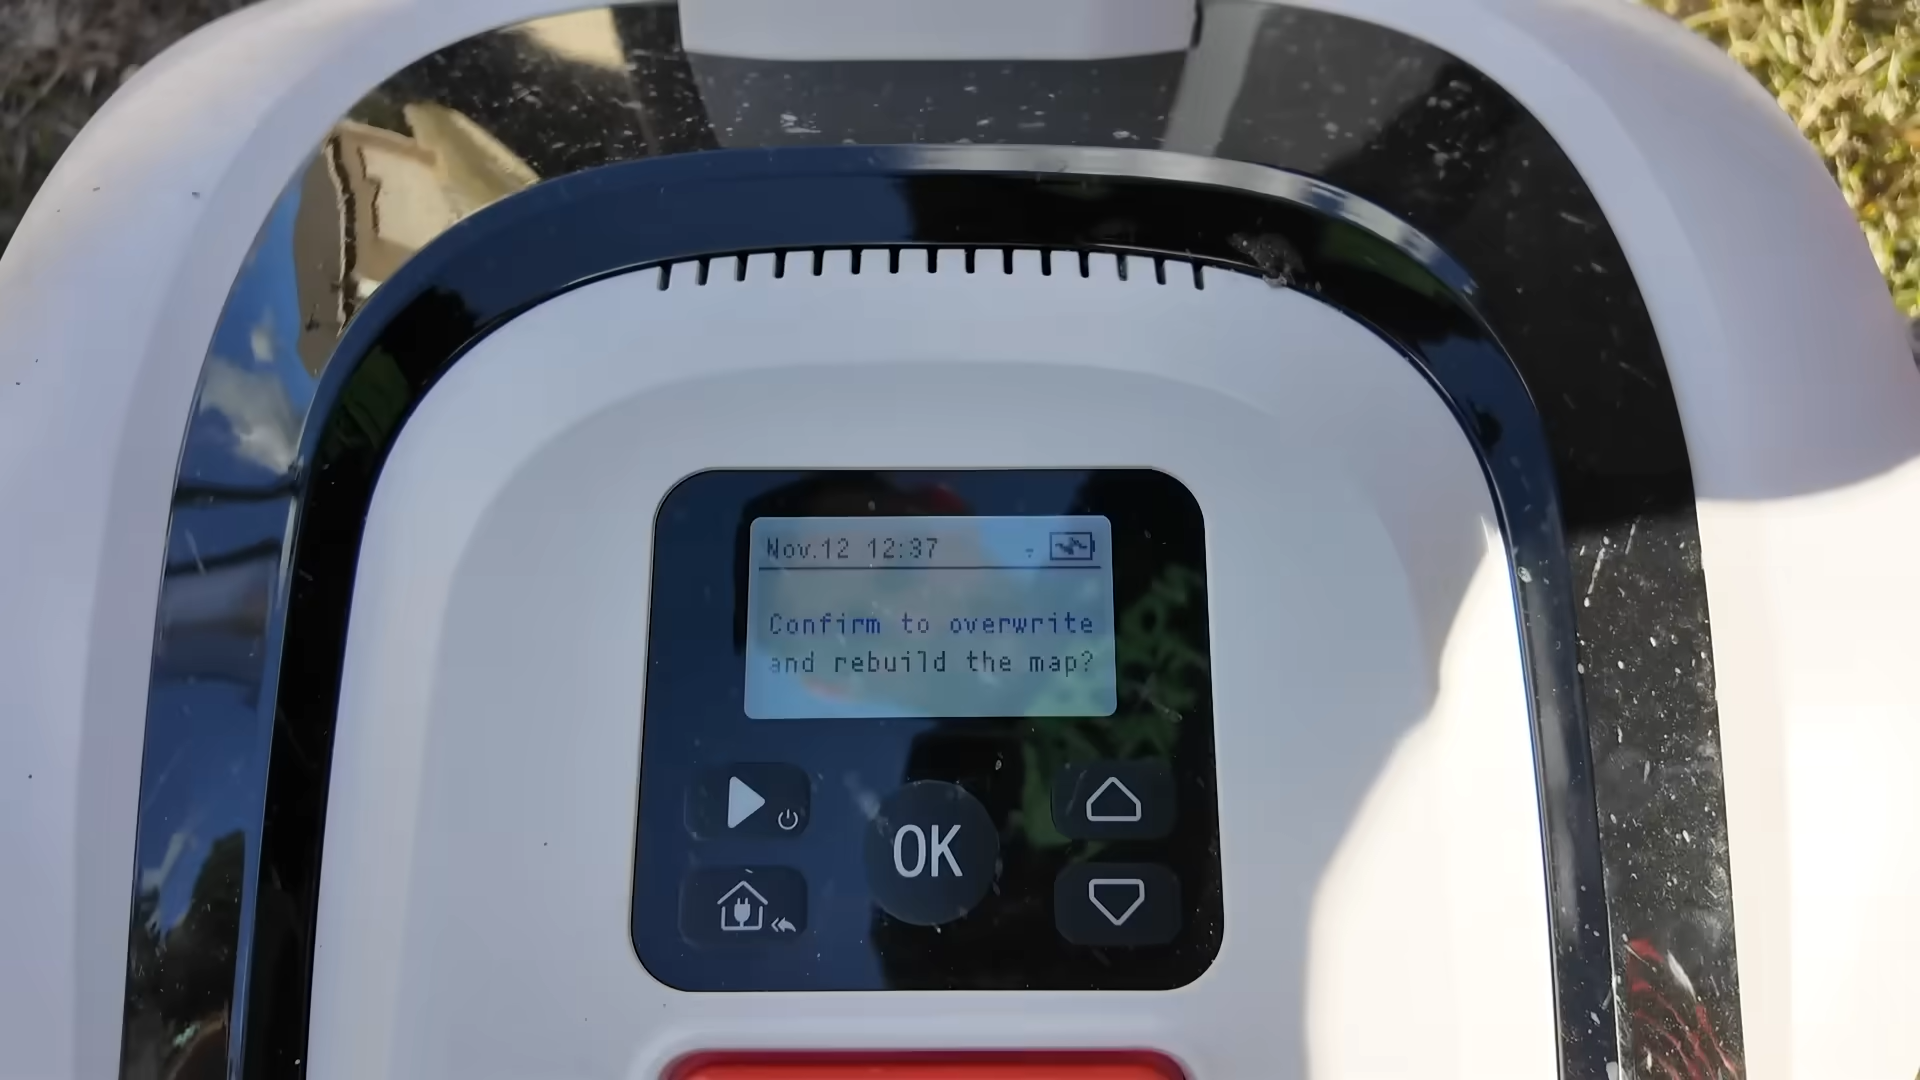 Nov.12 12:37
Confirm to overwrite
and rebuild the map?
OK